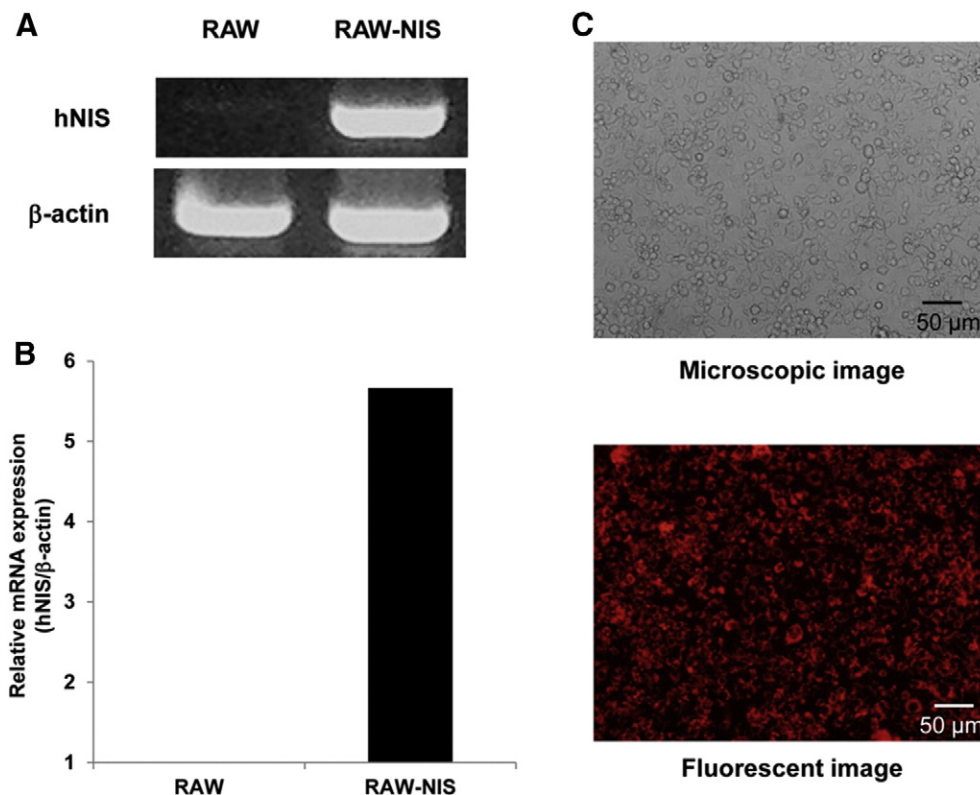 A
RAW RAW-NIS
hNIS
β-actin
B
Relative mRNA expression
(hNIS/β-actin)
6
5
4
3
2
1
RAW RAW-NIS
C
50 µm
Microscopic image
50 µm
Fluorescent image